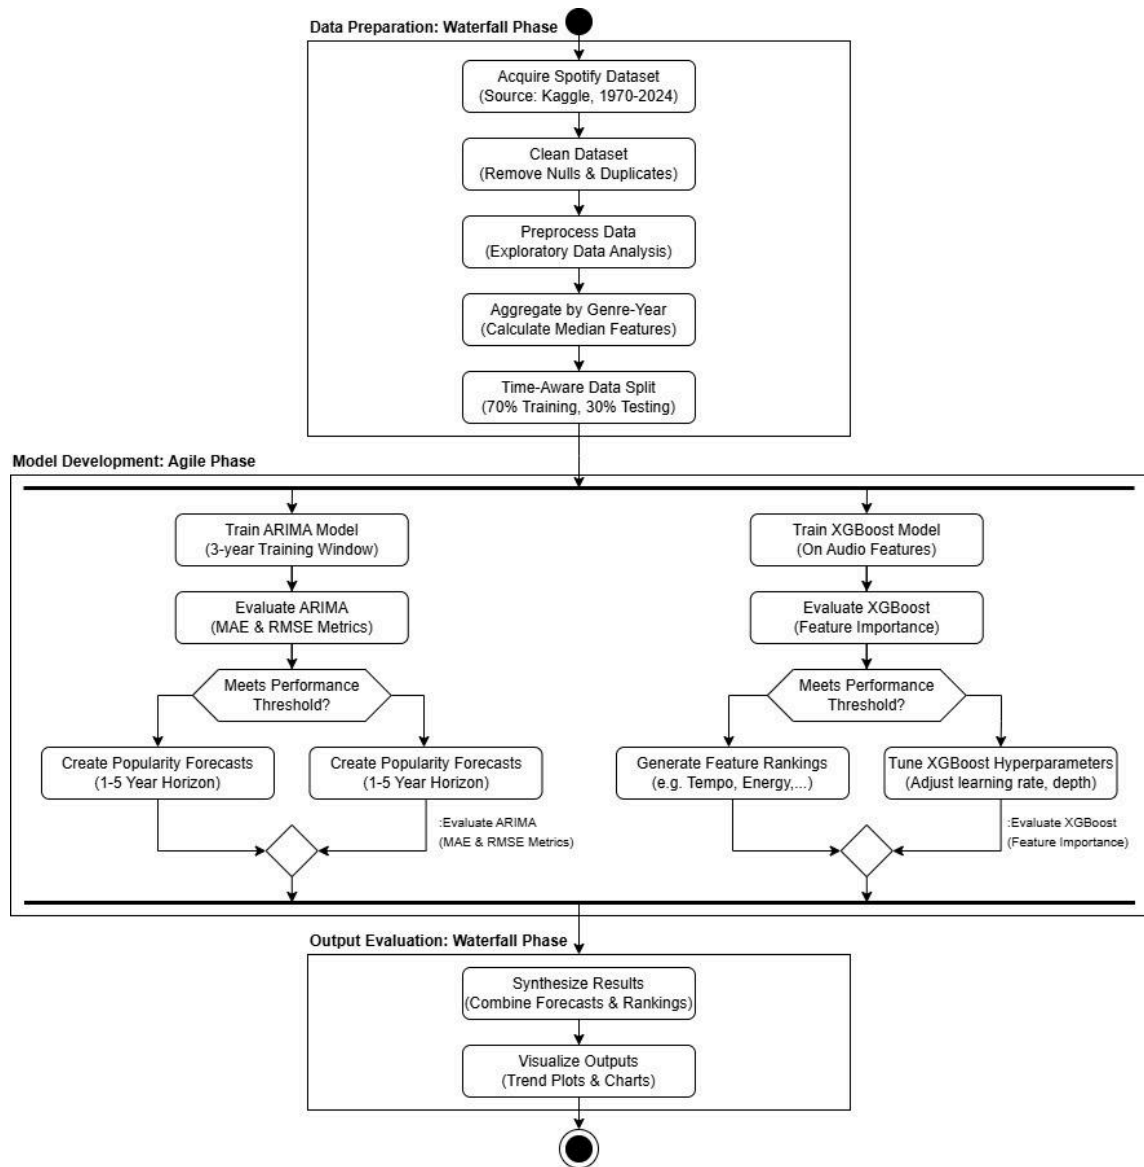 Data Preparation: Waterfall Phase
Acquire Spotify Dataset
(Source: Kaggle, 1970-2024)
Clean Dataset
(Remove Nulls & Duplicates)
Preprocess Data
(Exploratory Data Analysis)
Aggregate by Genre-Year
(Calculate Median Features)
Time-Aware Data Split
(70% Training, 30% Testing)
Model Development: Agile Phase
Train ARIMA Model
(3-year Training Window)
Evaluate ARIMA
(MAE & RMSE Metrics)
Meets Performance
Threshold?
Create Popularity Forecasts
(1-5 Year Horizon)
Create Popularity Forecasts
(1-5 Year Horizon)
:Evaluate ARIMA
(MAE & RMSE Metrics)
Train XGBoost Model
(On Audio Features)
Evaluate XGBoost
(Feature Importance)
Meets Performance
Threshold?
Generate Feature Rankings
(e.g. Tempo, Energy,...)
Tune XGBoost Hyperparameters
(Adjust learning rate, depth)
:Evaluate XGBoost
(Feature Importance)
Output Evaluation: Waterfall Phase
Synthesize Results
(Combine Forecasts & Rankings)
Visualize Outputs
(Trend Plots & Charts)